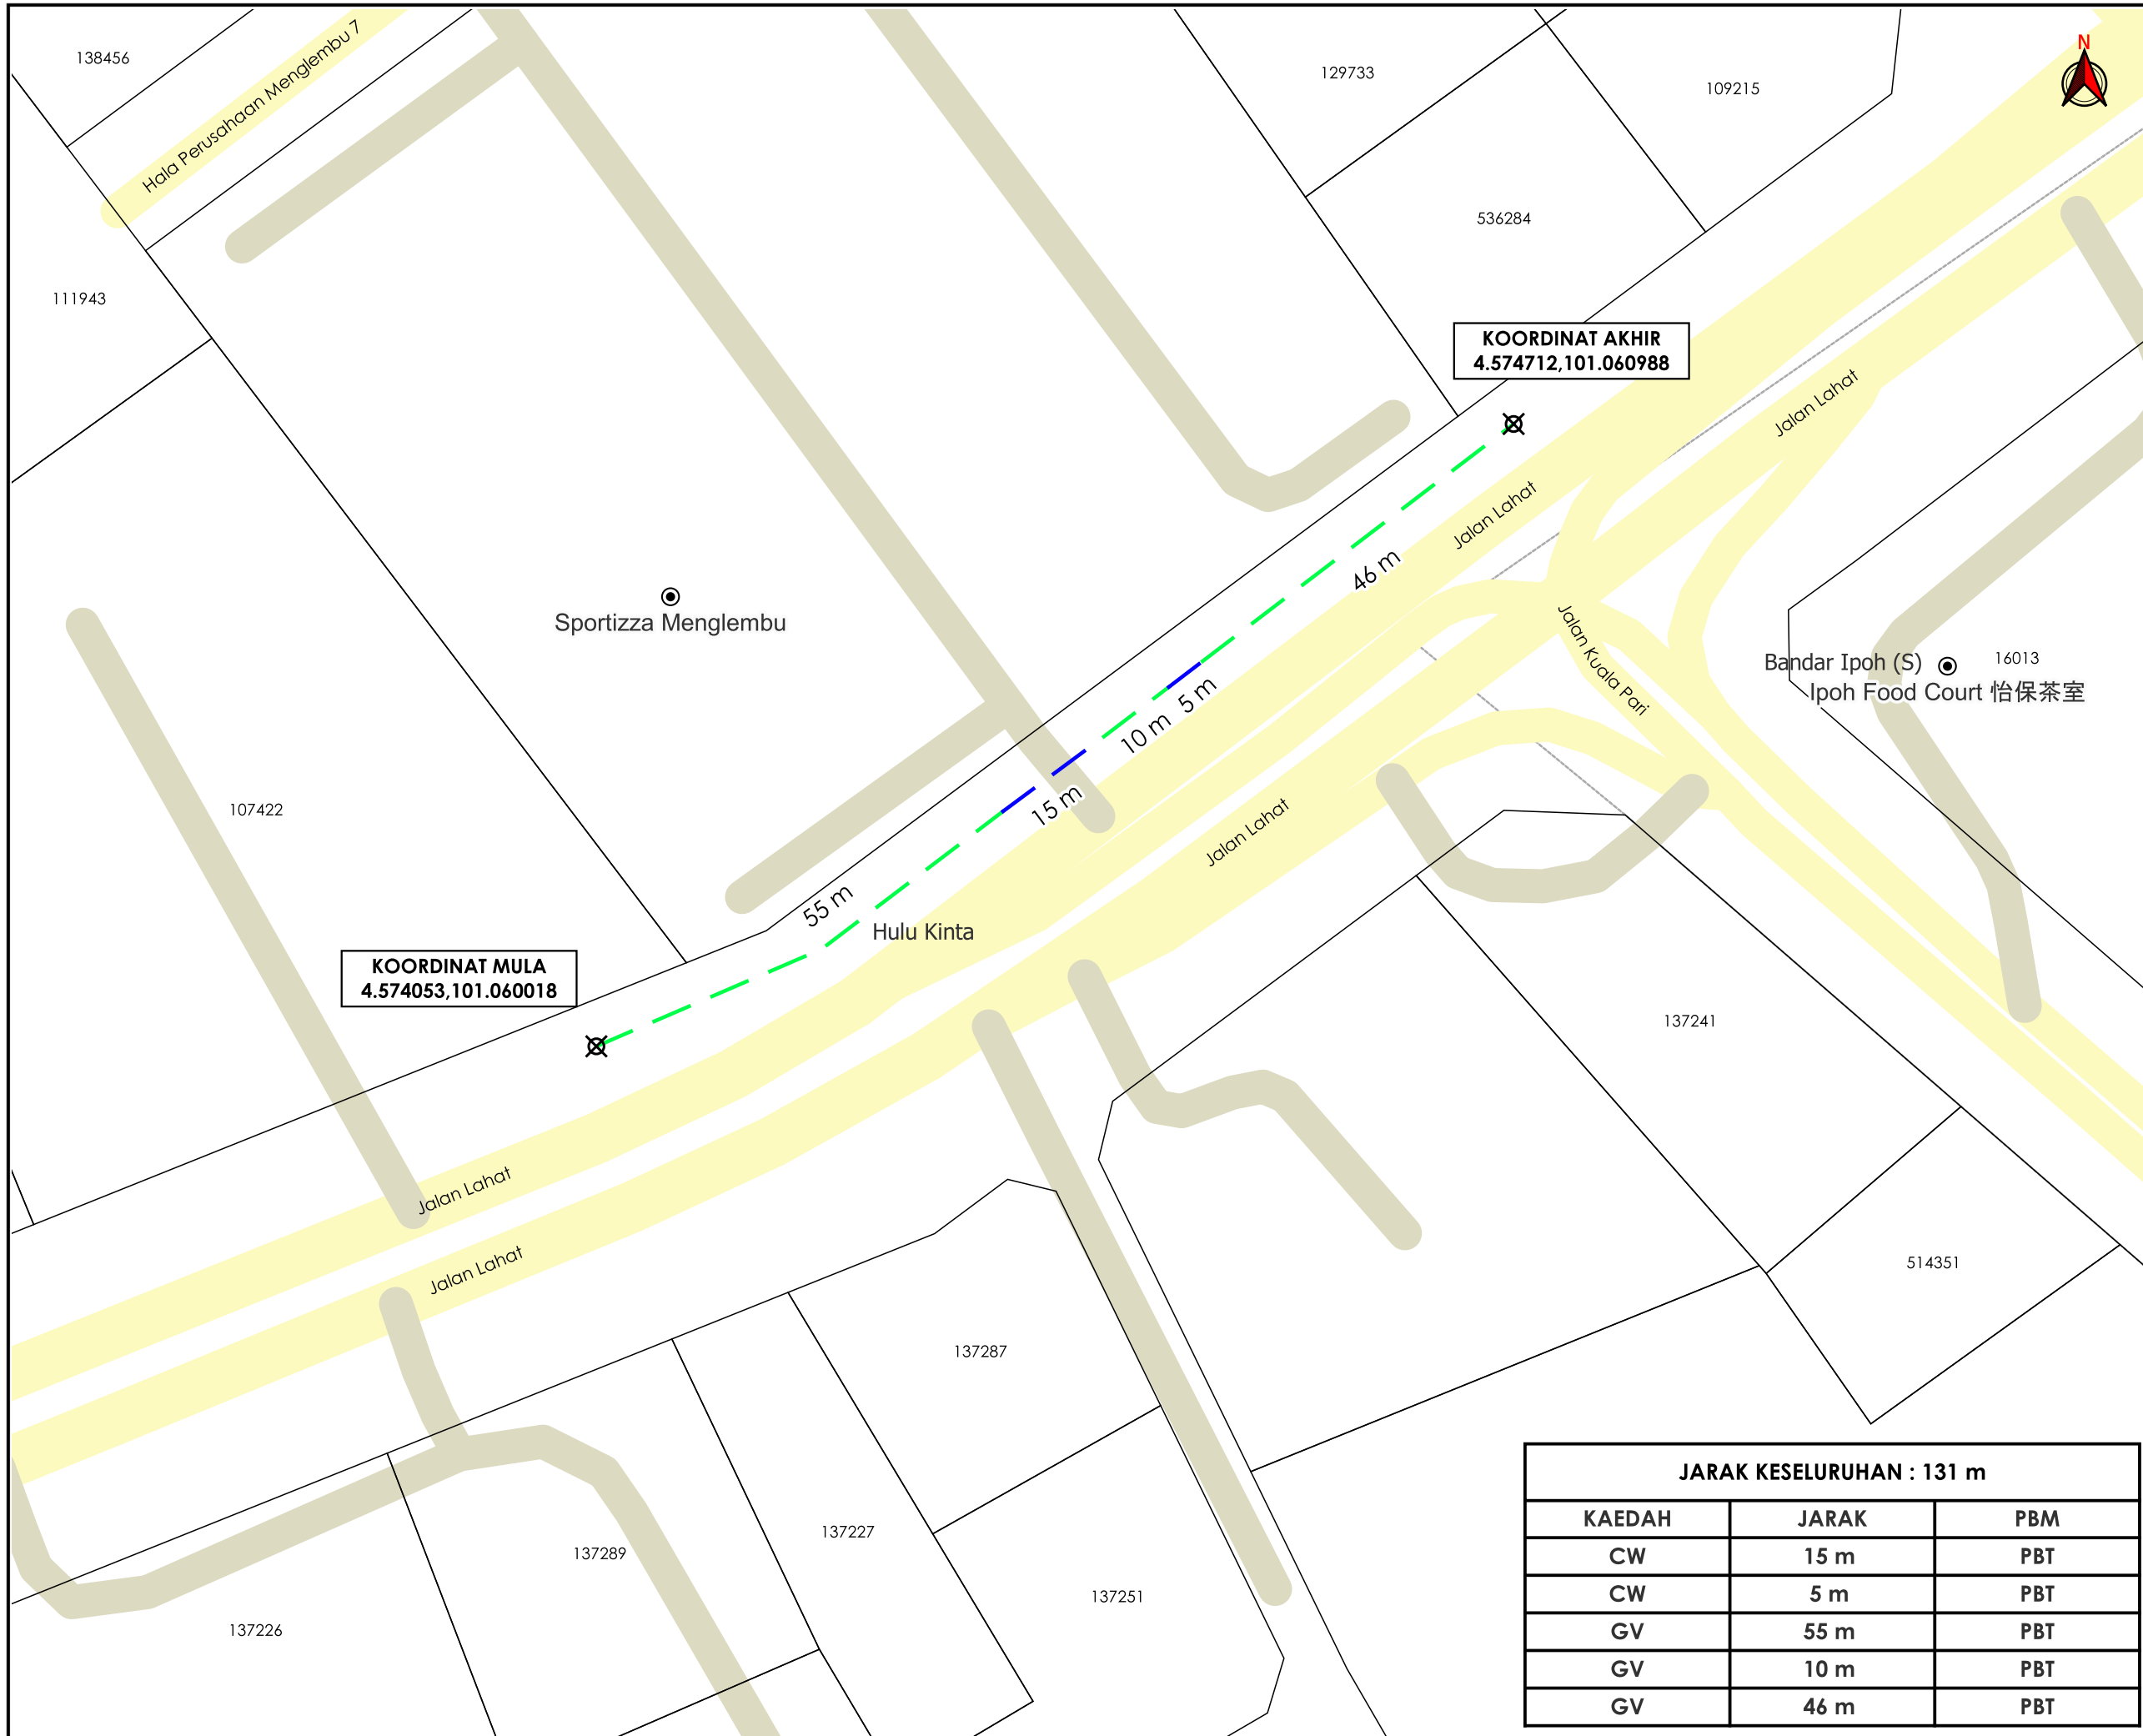 138456
Hala Perusahaan Menglembu 7
129733
109215
N
536284
111943
KOORDINAT AKHIR
4.574712,101.060988
Jalan Lahat
Jalan Lahat
46 m
Sportizza Menglembu
Jalan Kuala Pari
Bandar Ipoh (S)
16013
Ipoh Food Court 怡保茶室
5 m
10 m
15 m
107422
Jalan Lahat
55 m
Hulu Kinta
KOORDINAT MULA
4.574053,101.060018
137241
Jalan Lahat
Jalan Lahat
514351
137287
137227
137289
137251
137226
JARAK KESELURUHAN : 131 m
KAEDAH JARAK PBM
CW 15 m PBT
CW 5 m PBT
GV 55 m PBT
GV 10 m PBT
GV 46 m PBT